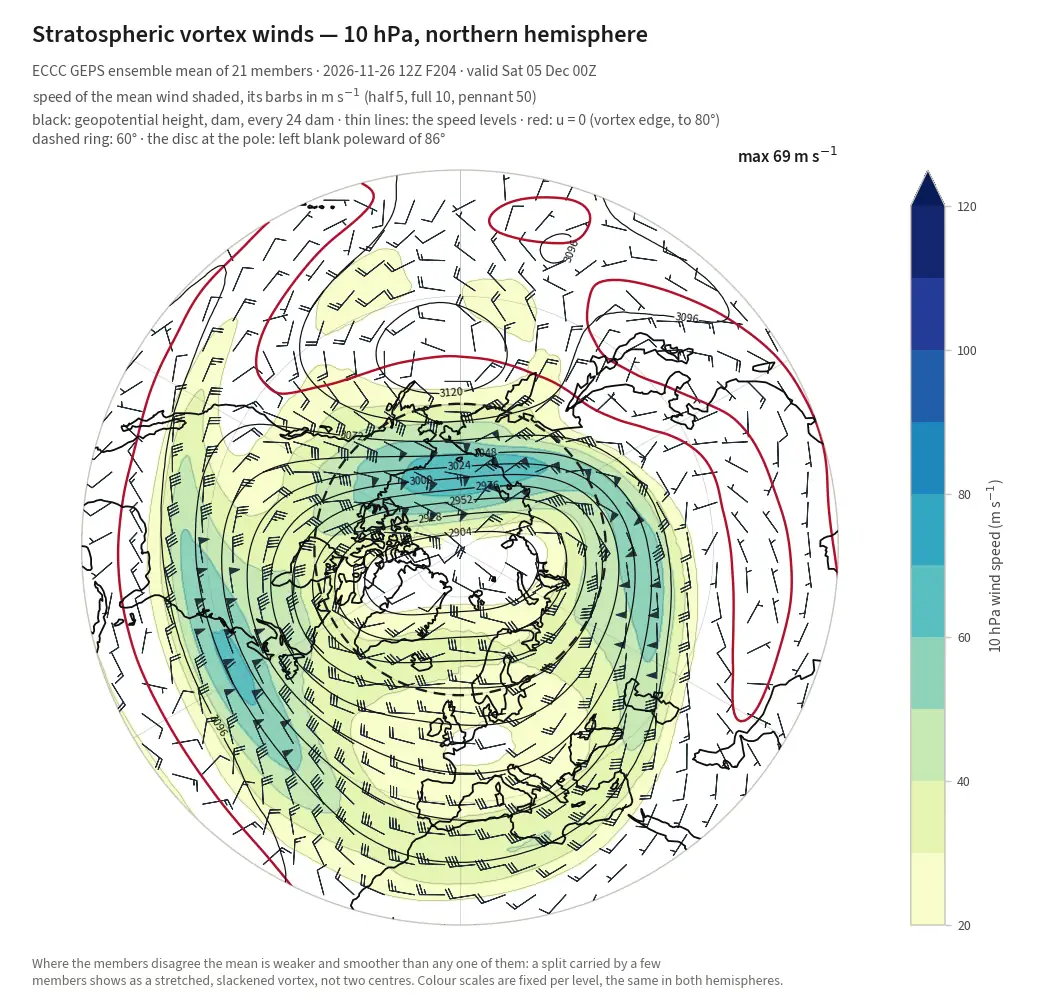 Stratospheric vortex winds — 10 hPa, northern hemisphere
ECCC GEPS ensemble mean of 21 members · 2026-11-26 12Z F204 · valid Sat 05 Dec 00Z
speed of the mean wind shaded, its barbs in m s⁻¹ (half 5, full 10, pennant 50)
black: geopotential height, dam, every 24 dam · thin lines: the speed levels · red: u = 0 (vortex edge, to 80°)
dashed ring: 60° · the disc at the pole: left blank poleward of 86°
max 69 m s⁻¹
120
100
80
60
40
20
10 hPa wind speed (m s⁻¹)
3096
3096
3120
3072
3048
3024
3000
2976
2952
2928
2904
3096
Where the members disagree the mean is weaker and smoother than any one of them: a split carried by a few
members shows as a stretched, slackened vortex, not two centres. Colour scales are fixed per level, the same in both hemispheres.